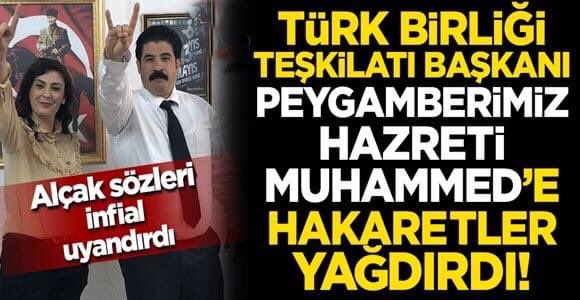 TÜRK BİRLİĞİ
TEŞKİLATI BAŞKANI
PEYGAMBERİMİZ
HAZRETİ
MUHAMMED'E
HAKARETLER
YAĞDIRDI!
Alçak sözleri
infial
uyandırdı